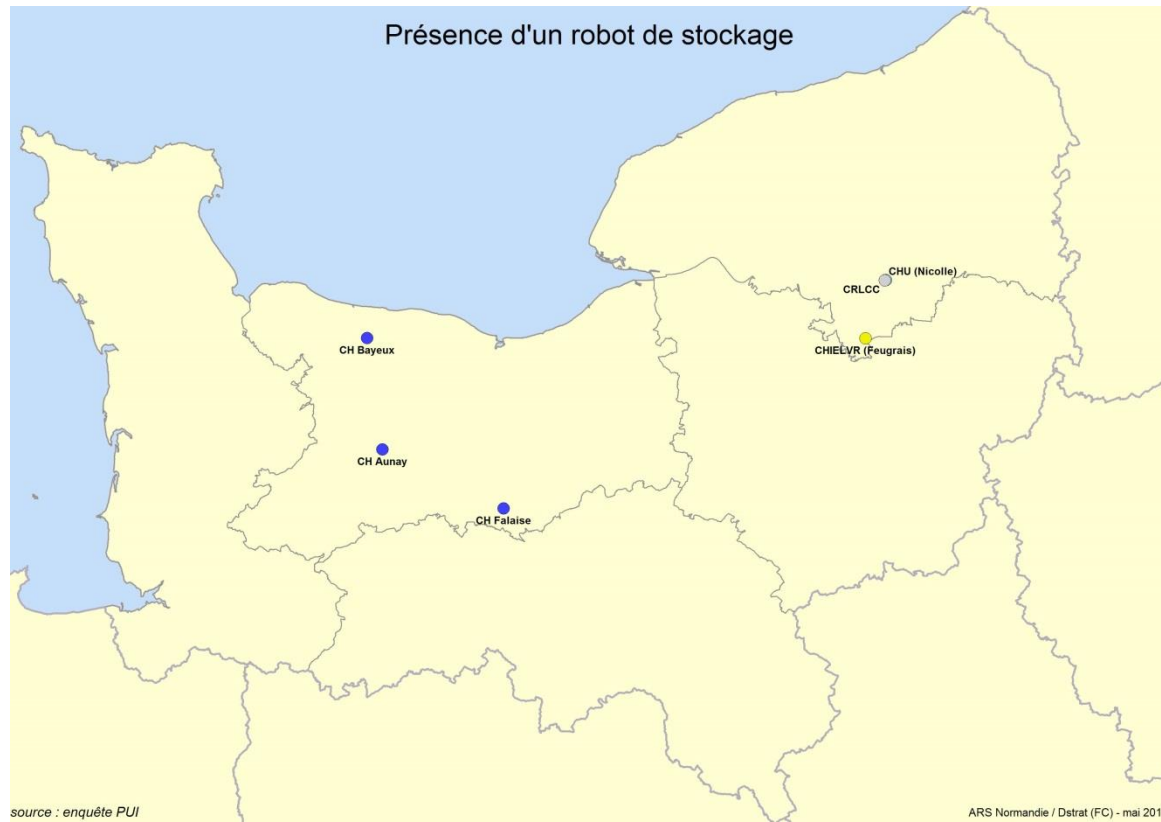 Présence d'un robot de stockage
CHU (Nicolle)
CRLCC
CH Bayeux
CHIELVR (Feugrais)
CH Aunay
CH Falaise
source : enquête PUI
ARS Normandie / Dstrat (FC) - mai 201